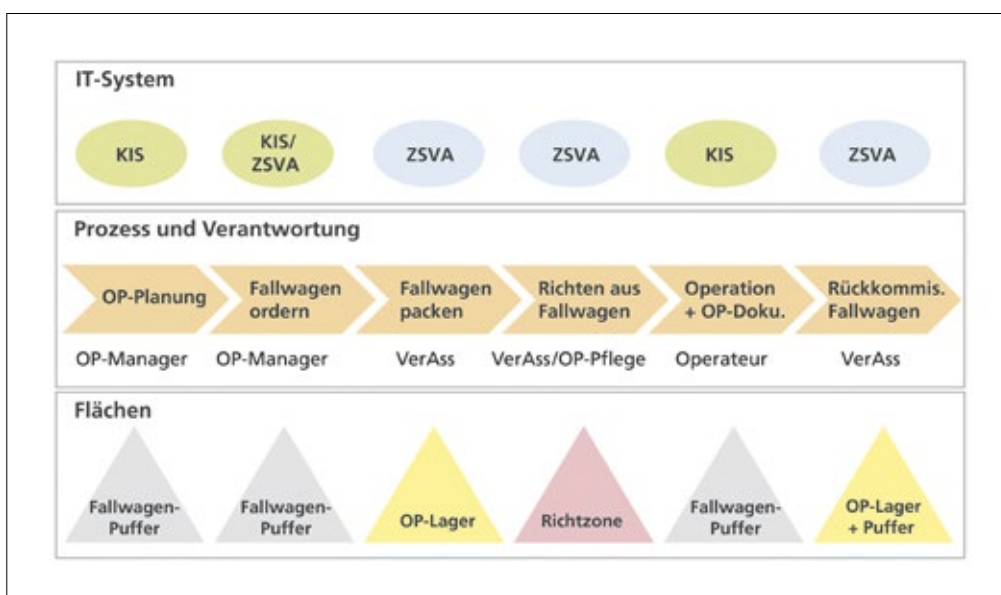 IT-System
KIS
KIS/
ZSVA
ZSVA
ZSVA
KIS
ZSVA
Prozess und Verantwortung
OP-Planung
Fallwagen
ordern
Fallwagen
packen
Richten aus
Fallwagen
Operation
+ OP-Doku.
Rückkommis.
Fallwagen
OP-Manager
OP-Manager
VerAss
VerAss/OP-Pflege
Operateur
VerAss
Flächen
Fallwagen-
Puffer
Fallwagen-
Puffer
OP-Lager
Richtzone
Fallwagen-
Puffer
OP-Lager
+ Puffer